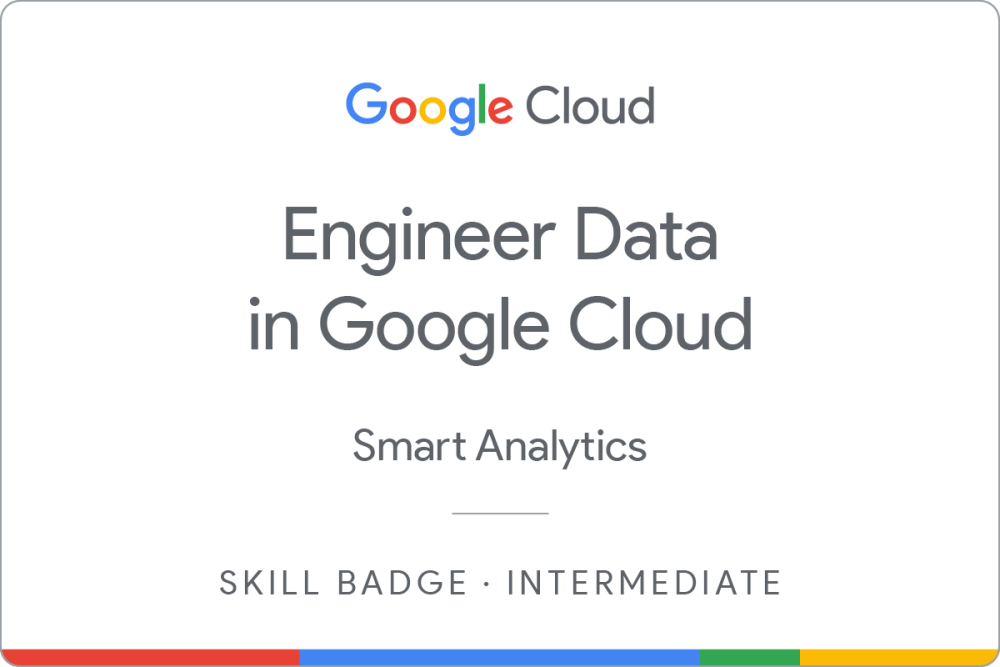 Google Cloud
Engineer Data
in Google Cloud
Smart Analytics
SKILL BADGE · INTERMEDIATE